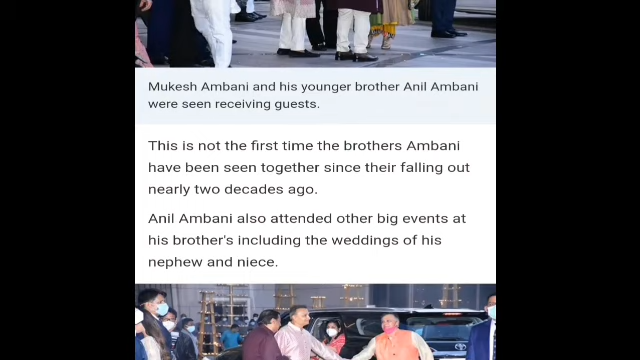 Mukesh Ambani and his younger brother Anil Ambani
were seen receiving guests.
This is not the first time the brothers Ambani
have been seen together since their falling out
nearly two decades ago.
Anil Ambani also attended other big events at
his brother's including the weddings of his
nephew and niece.